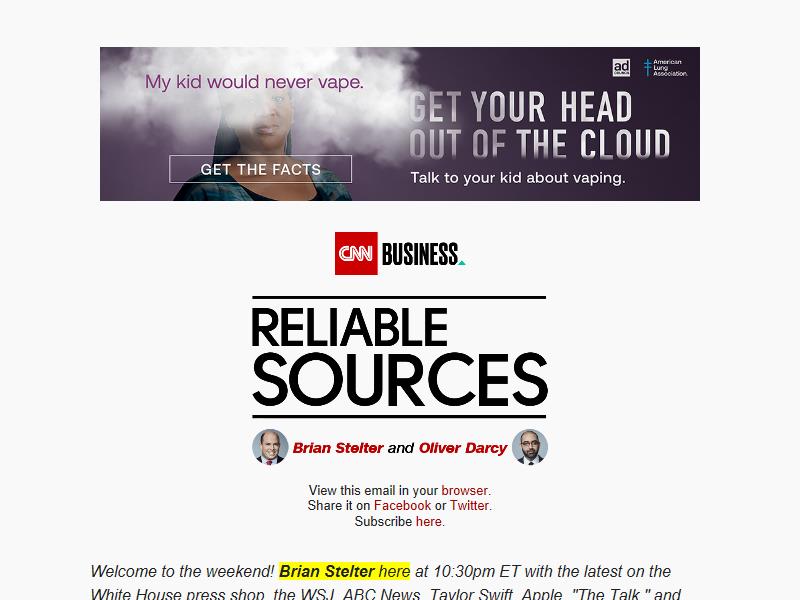 My kid would never vape.
GET THE FACTS
ad
American
Lung
Association.
GET YOUR HEAD
OUT OF THE CLOUD
Talk to your kid about vaping.
CNN BUSINESS
RELIABLE
SOURCES
Brian Stelter and Oliver Darcy
View this email in your browser.
Share it on Facebook or Twitter.
Subscribe here.
Welcome to the weekend! Brian Stelter here at 10:30pm ET with the latest on the
White House press shop, the WSJ, ABC News, Taylor Swift, Apple, "The Talk," and